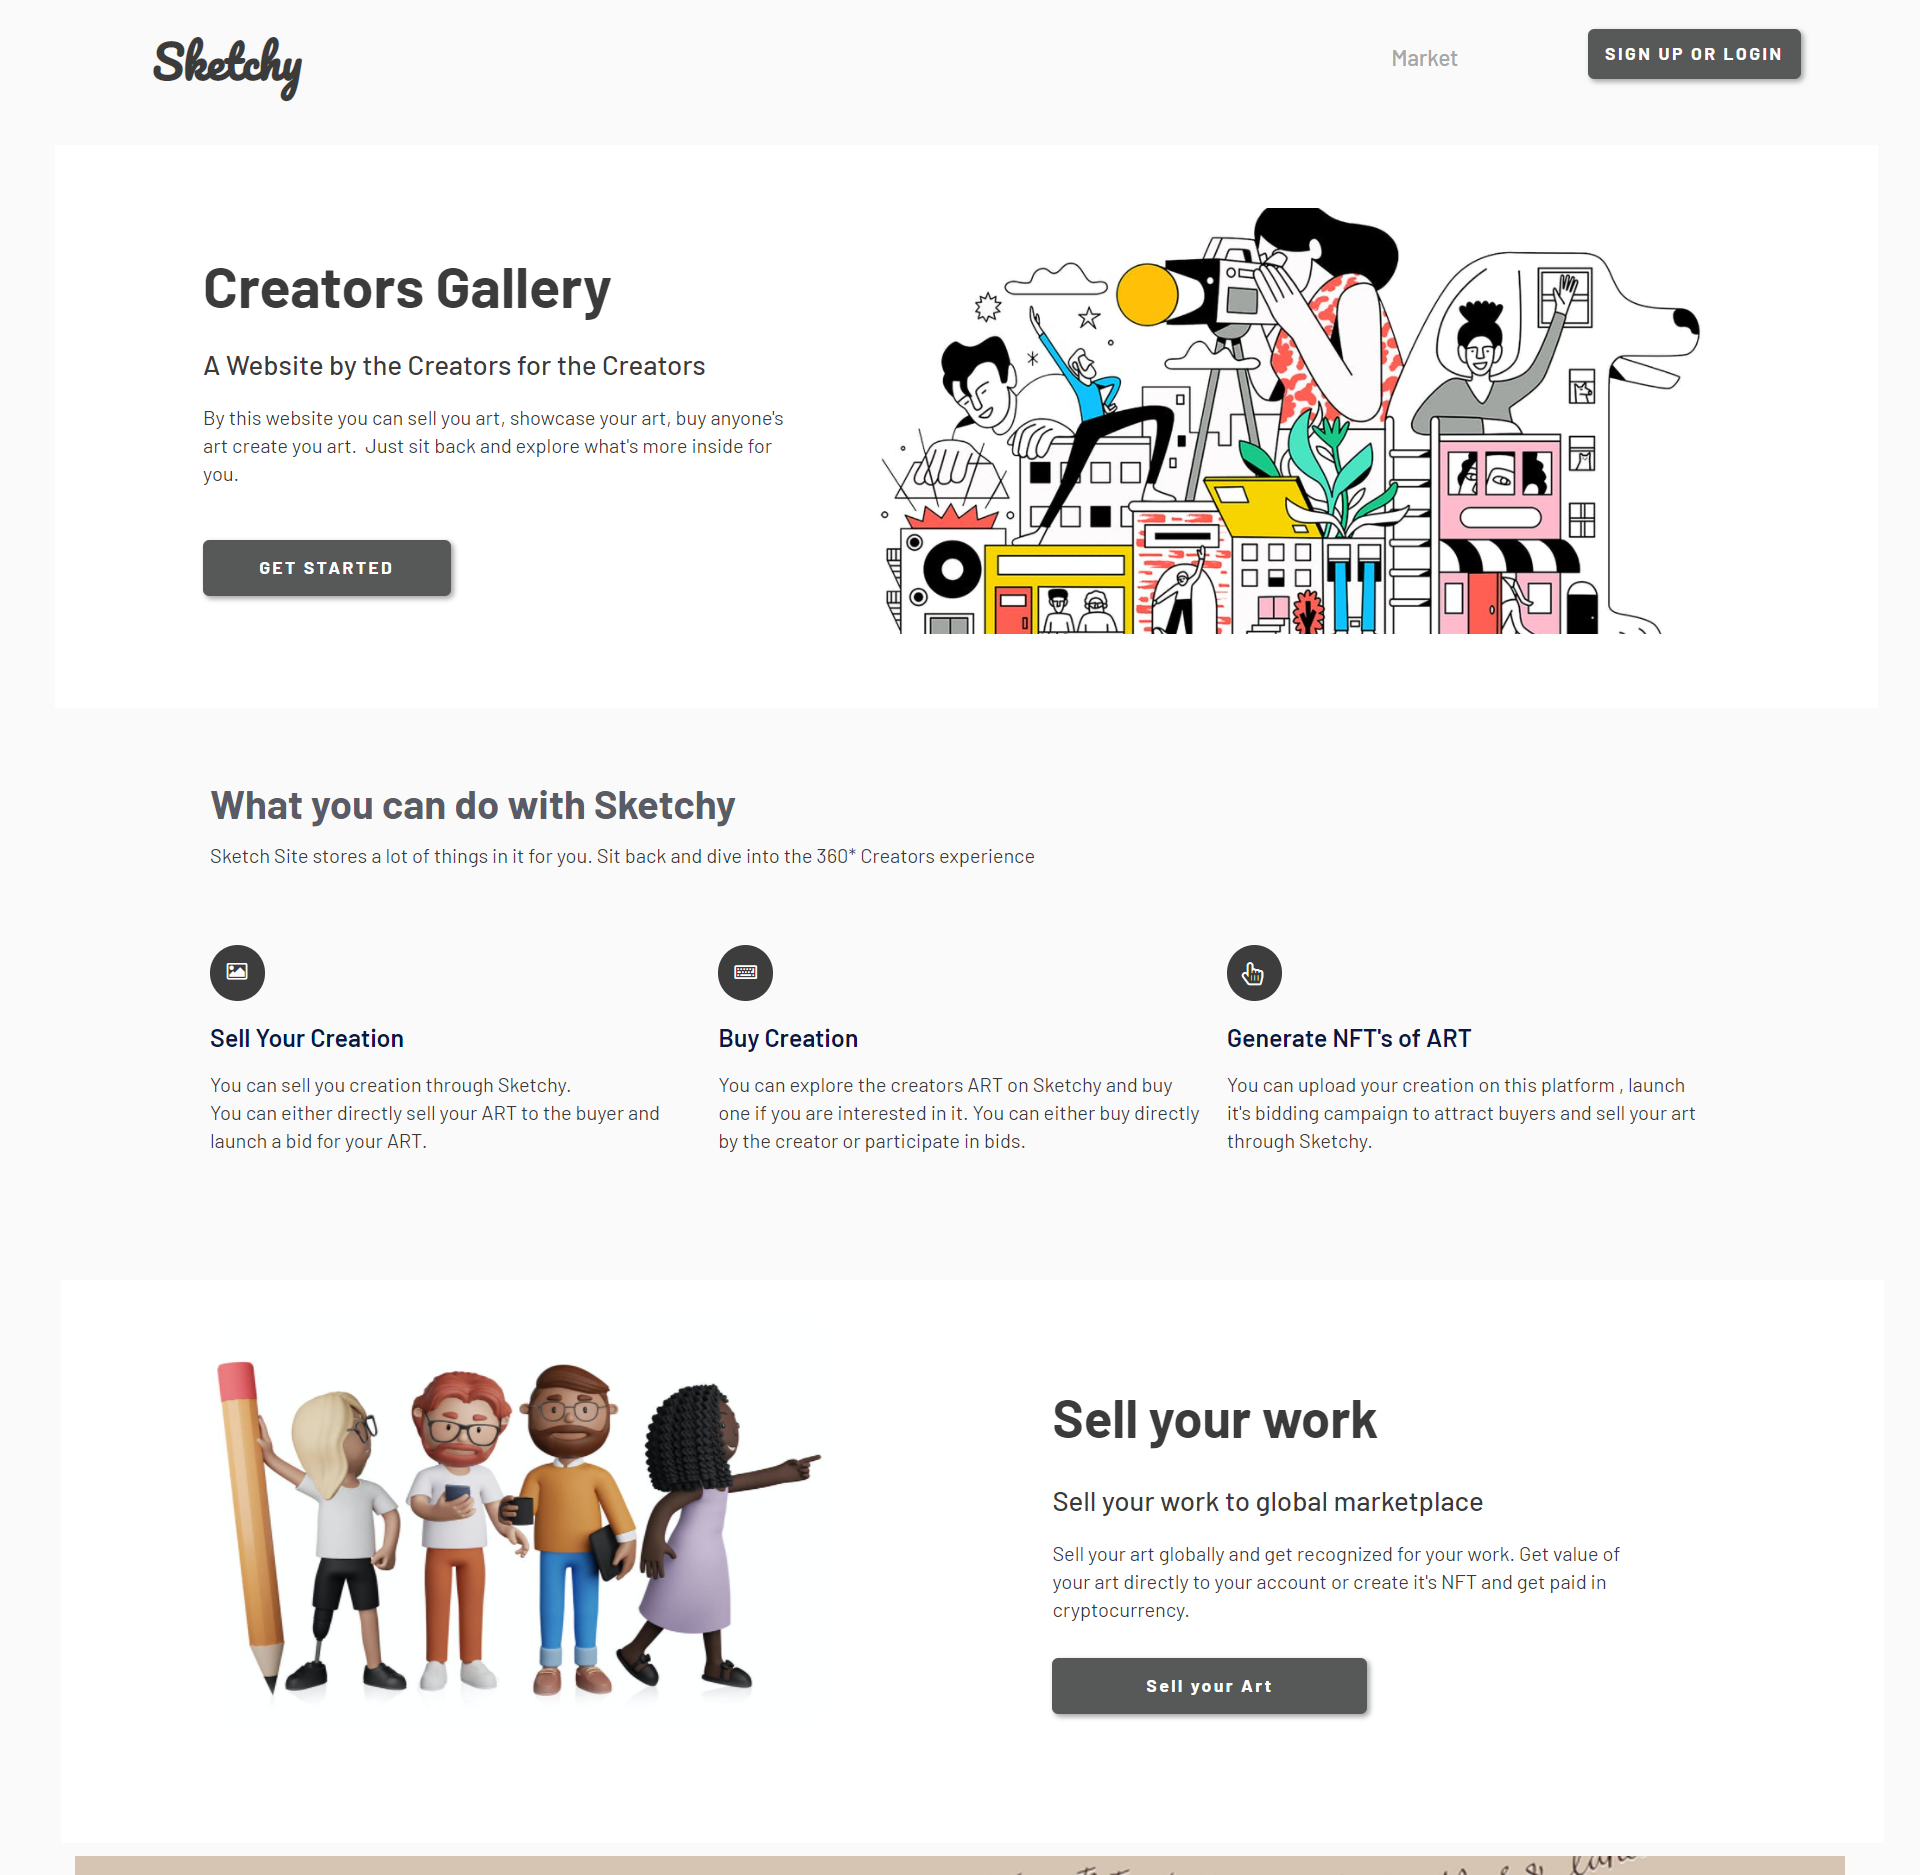 Sketchy
Market
SIGN UP OR LOGIN
Creators Gallery
A Website by the Creators for the Creators
By this website you can sell you art, showcase your art, buy anyone's
art create you art.  Just sit back and explore what's more inside for
you.
GET STARTED
What you can do with Sketchy
Sketch Site stores a lot of things in it for you. Sit back and dive into the 360* Creators experience
Sell Your Creation
You can sell you creation through Sketchy.
You can either directly sell your ART to the buyer and
launch a bid for your ART.
Buy Creation
You can explore the creators ART on Sketchy and buy
one if you are interested in it. You can either buy directly
by the creator or participate in bids.
Generate NFT's of ART
You can upload your creation on this platform , launch
it's bidding campaign to attract buyers and sell your art
through Sketchy.
Sell your work
Sell your work to global marketplace
Sell your art globally and get recognized for your work. Get value of
your art directly to your account or create it's NFT and get paid in
cryptocurrency.
Sell your Art